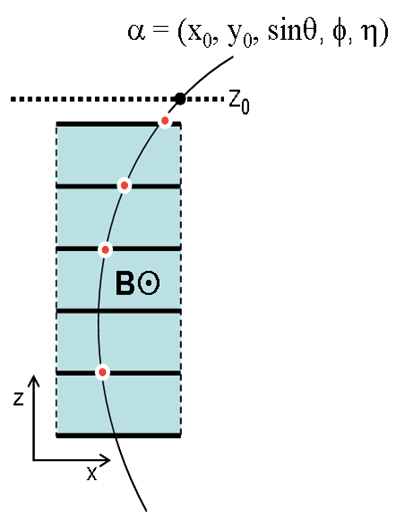 α = (x₀, y₀, sinθ, ϕ, η)
z₀
B⊙
z
x